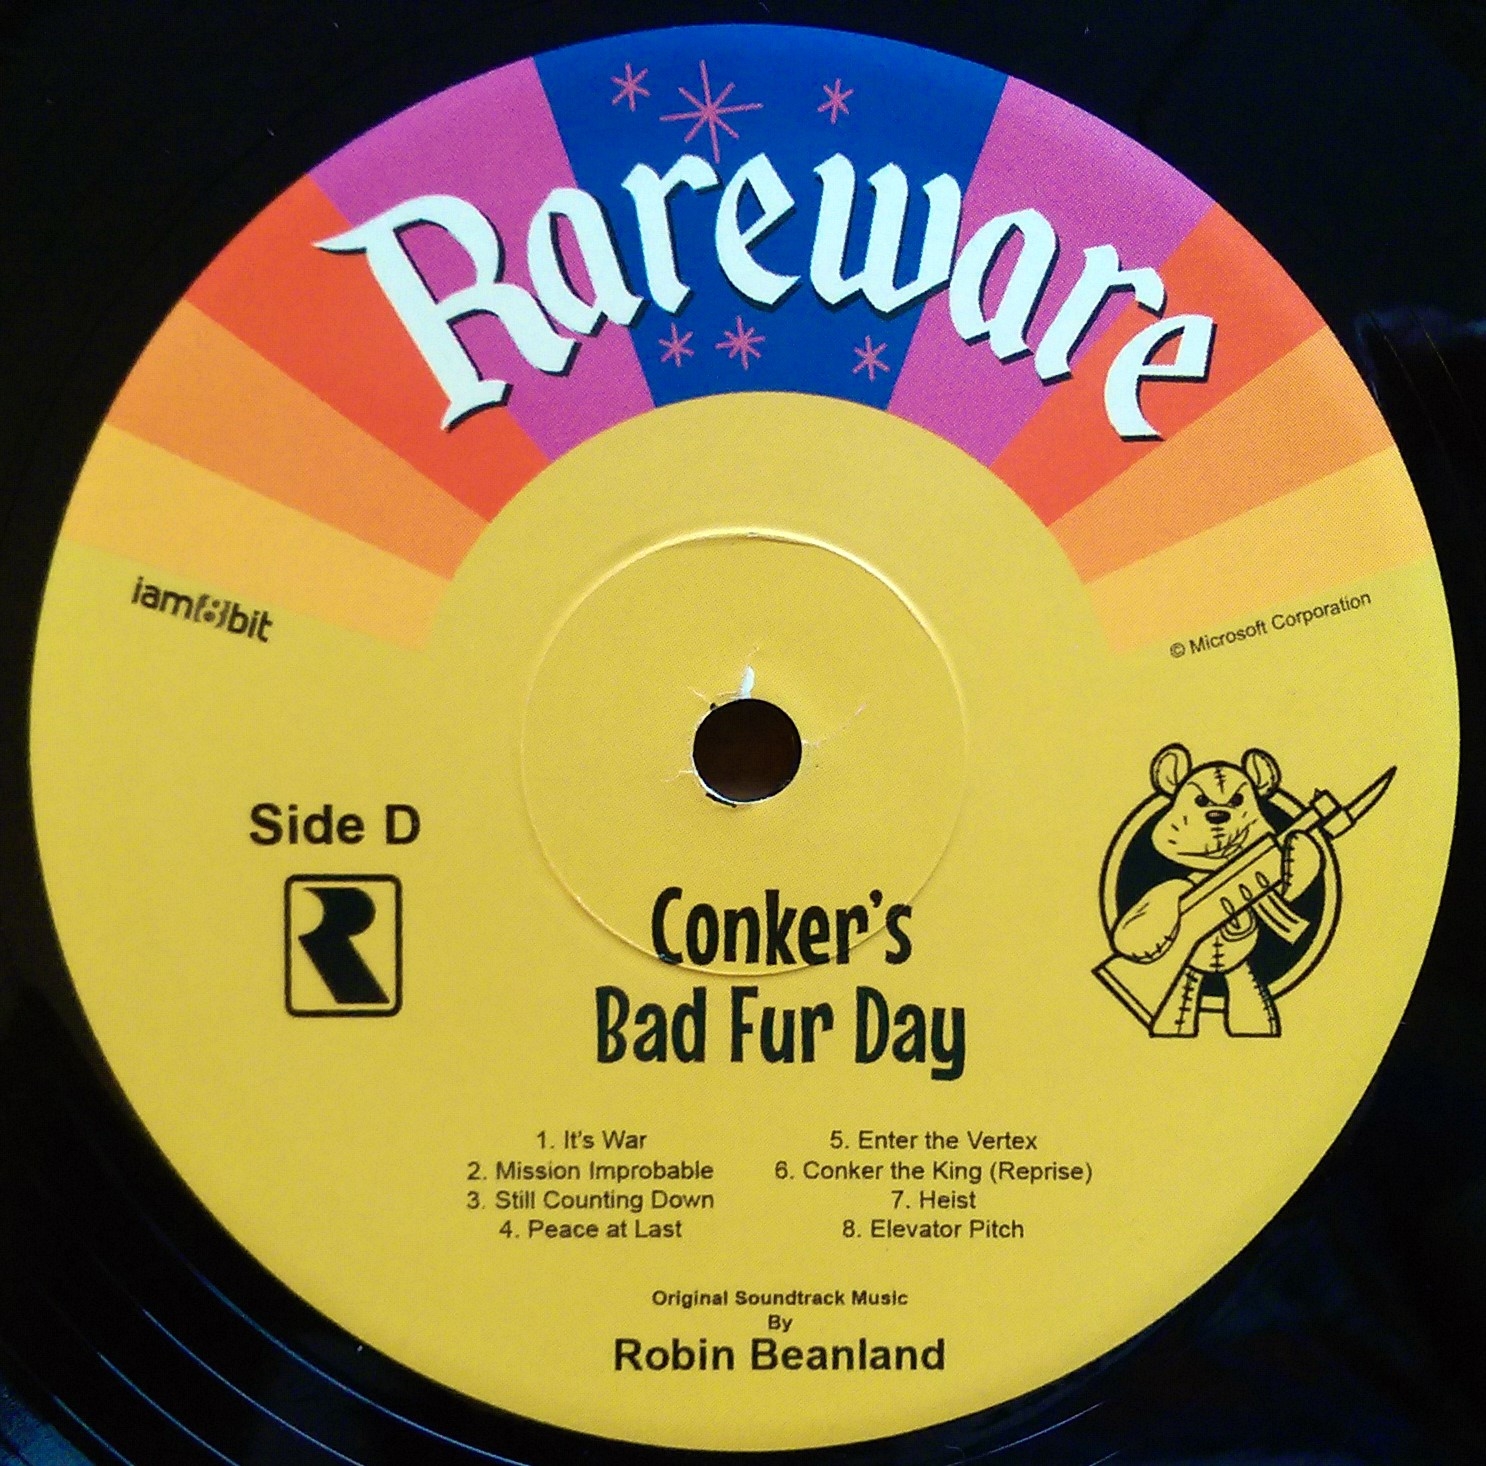 Rareware
iam8bit
© Microsoft Corporation
Side D
R
Conker's
Bad Fur Day
1. It's War
2. Mission Improbable
3. Still Counting Down
4. Peace at Last
5. Enter the Vertex
6. Conker the King (Reprise)
7. Heist
8. Elevator Pitch
Original Soundtrack Music
By
Robin Beanland